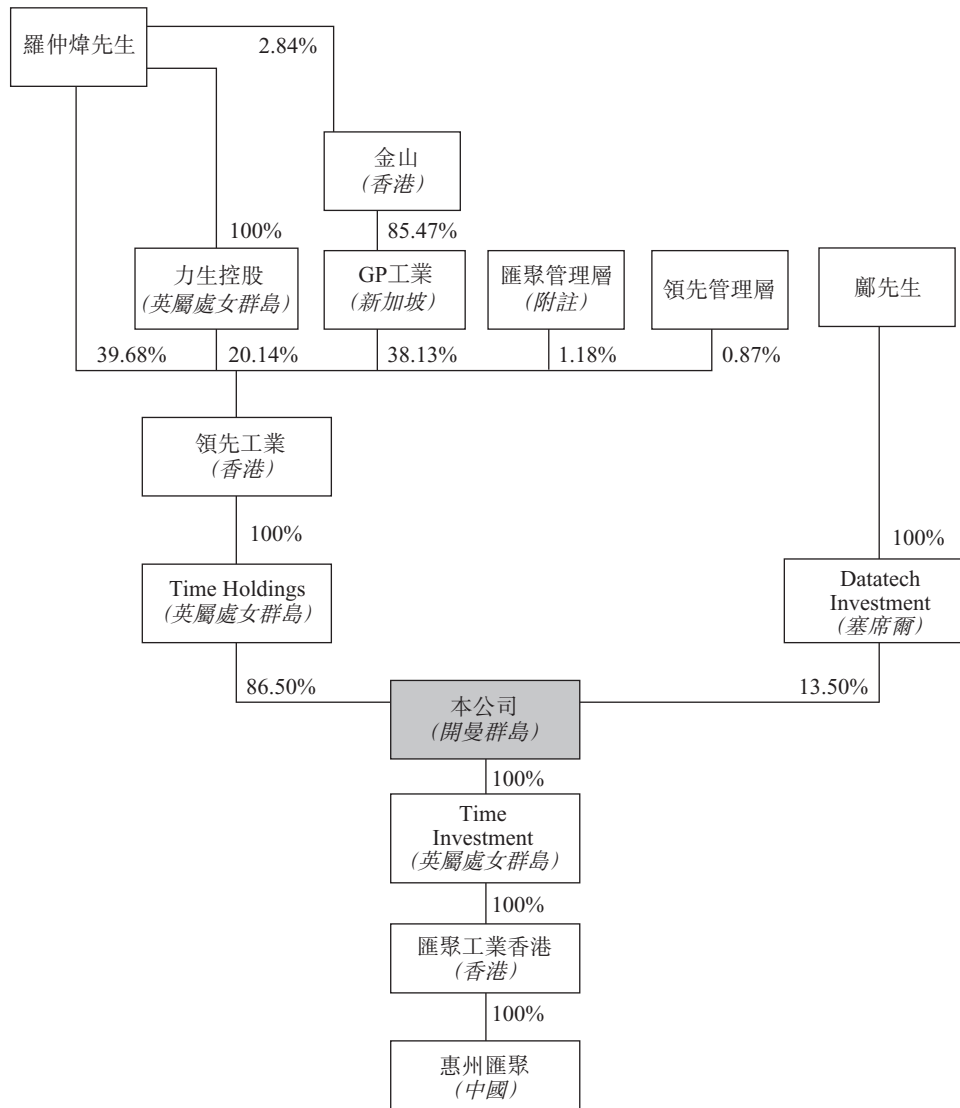 羅仲煒先生
2.84%
金山
(香港)
100%
85.47%
力生控股
(英屬處女群島)
GP工業
(新加坡)
匯聚管理層
(附註)
領先管理層
鄺先生
39.68%
20.14%
38.13%
1.18%
0.87%
領先工業
(香港)
100%
100%
Time Holdings
(英屬處女群島)
Datatech
Investment
(塞席爾)
86.50%
13.50%
本公司
(開曼群島)
100%
Time
Investment
(英屬處女群島)
100%
匯聚工業香港
(香港)
100%
惠州匯聚
(中國)